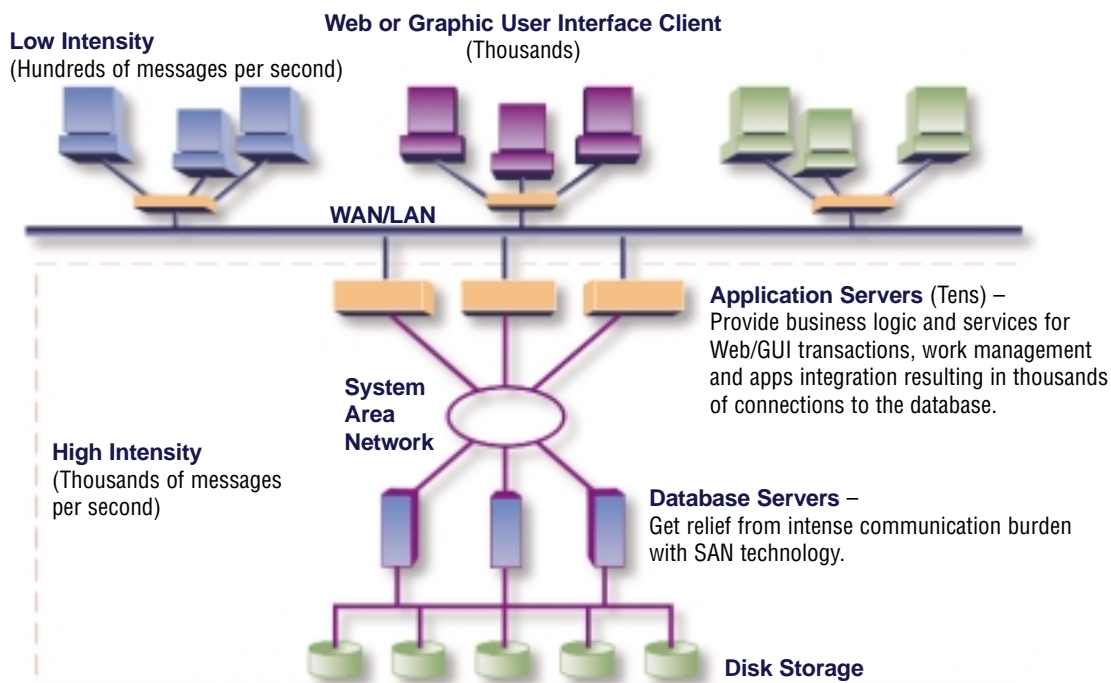 Web or Graphic User Interface Client
(Thousands)
Low Intensity
(Hundreds of messages per second)
WAN/LAN
Application Servers (Tens) –
Provide business logic and services for
Web/GUI transactions, work management
and apps integration resulting in thousands
of connections to the database.
System
Area
Network
High Intensity
(Thousands of messages
per second)
Database Servers –
Get relief from intense communication burden
with SAN technology.
Disk Storage